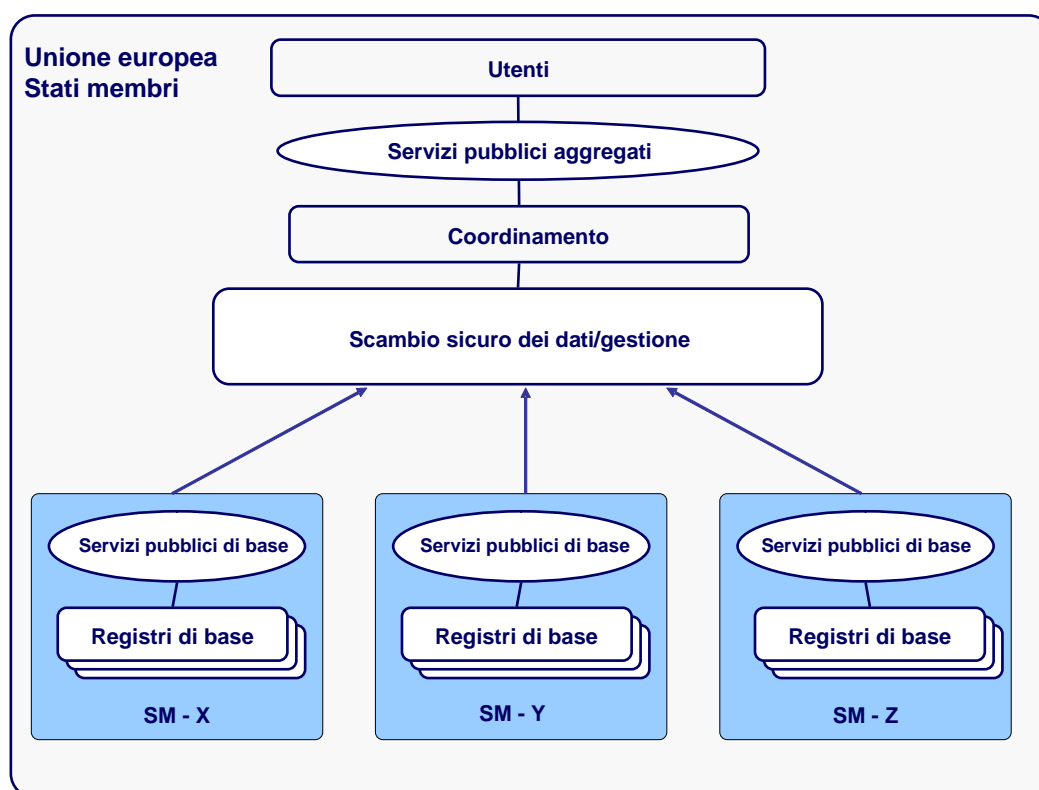 Unione europea
Stati membri
Utenti
Servizi pubblici aggregati
Coordinamento
Scambio sicuro dei dati/gestione
Servizi pubblici di base
Servizi pubblici di base
Servizi pubblici di base
Registri di base
Registri di base
Registri di base
SM - X
SM - Y
SM - Z